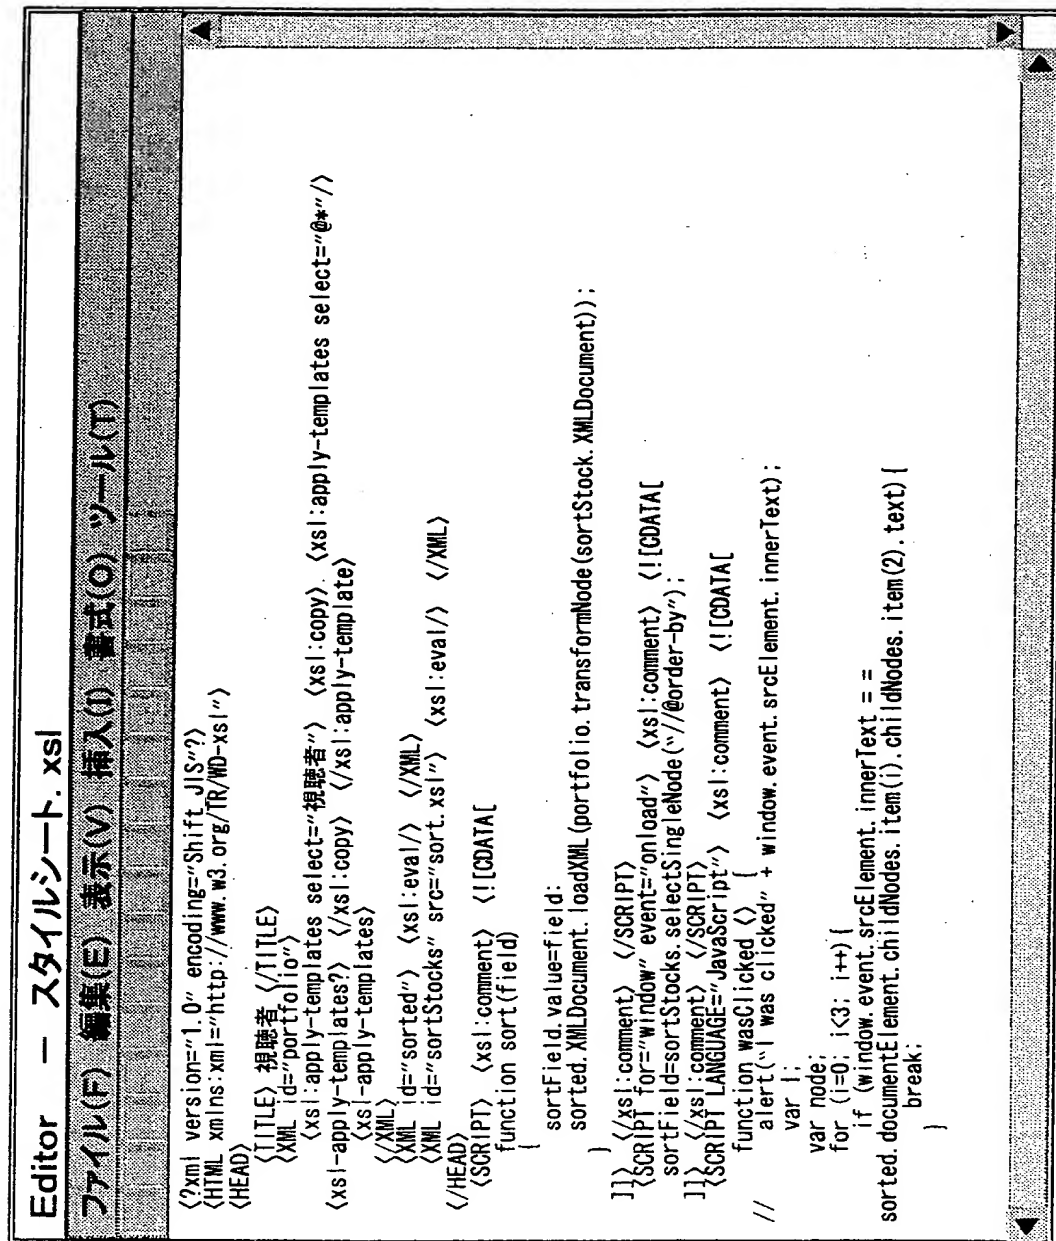 Editor － スタイルシート.xsl
ファイル(F) 編集(E) 表示(V) 挿入(I) 書式(O) ツール(T)
<?xml version="1.0" encoding="Shift_JIS"?>
<HTML xmlns:xml="http://www.w3.org/TR/WD-xsl">
<HEAD>
<TITLE> 視聴者 </TITLE>
<XML id="portfolio">
<xsl:apply-templates select="視聴者"> <xsl:copy> <xsl:apply-templates select="@*"/>
<xsl-apply-templates?> </xsl:copy> </xsl:apply-template>
<xsl-apply-templates>
</XML>
<XML id="sorted"> <xsl:eval/> </XML>
<XML id="sortStocks" src="sort.xsl"> <xsl:eval/> </XML>
</HEAD>
<SCRIPT> <xsl:comment> <![CDATA[
function sort(field)
{
sortField.value=field:
sorted.XMLDocument.loadXML(portfolio.transformNode(sortStock.XMLDocument));
}
]]> </xsl:comment> </SCRIPT>
<SCRIPT for="window" event="onload"> <xsl:comment> <![CDATA[
sortField=sortStocks.selectSingleNode("//@order-by");
]]> </xsl:comment> </SCRIPT>
<SCRIPT LANGUAGE="JavaScript"> <xsl:comment> <![CDATA[
function wasClicked <> {
// alert("I was clicked" + window.event.srcElement.innerText);
var I;
var node;
for (i=0; i<3; i++){
if (window.event.srcElement.innerText = =
sorted.documentElement.childNodes.item(i).childNodes.item(2).text) {
break;
}